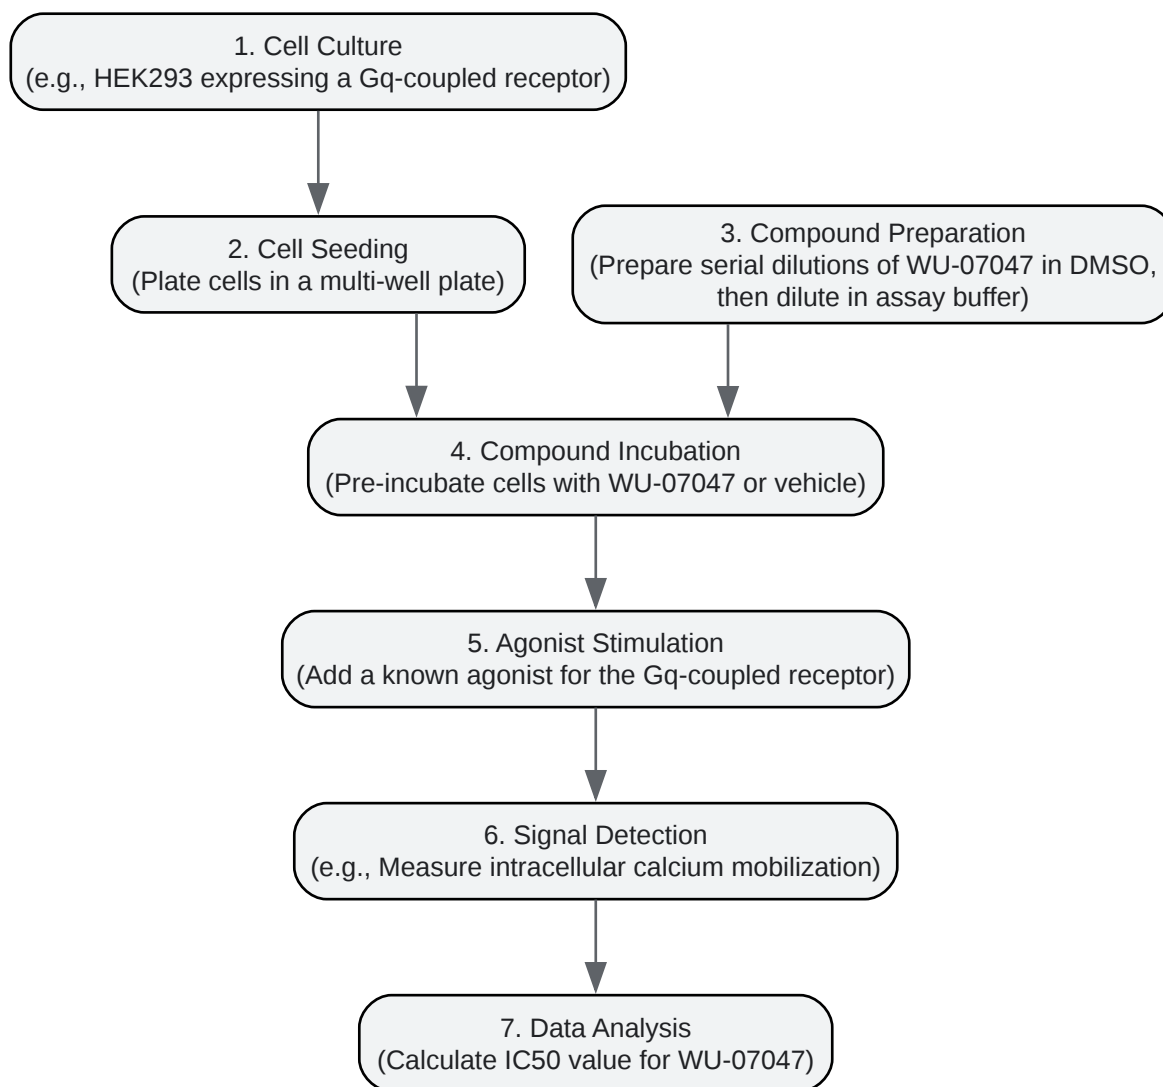 1. Cell Culture
(e.g., HEK293 expressing a Gq-coupled receptor)
2. Cell Seeding
(Plate cells in a multi-well plate)
3. Compound Preparation
(Prepare serial dilutions of WU-07047 in DMSO,
then dilute in assay buffer)
4. Compound Incubation
(Pre-incubate cells with WU-07047 or vehicle)
5. Agonist Stimulation
(Add a known agonist for the Gq-coupled receptor)
6. Signal Detection
(e.g., Measure intracellular calcium mobilization)
7. Data Analysis
(Calculate IC50 value for WU-07047)